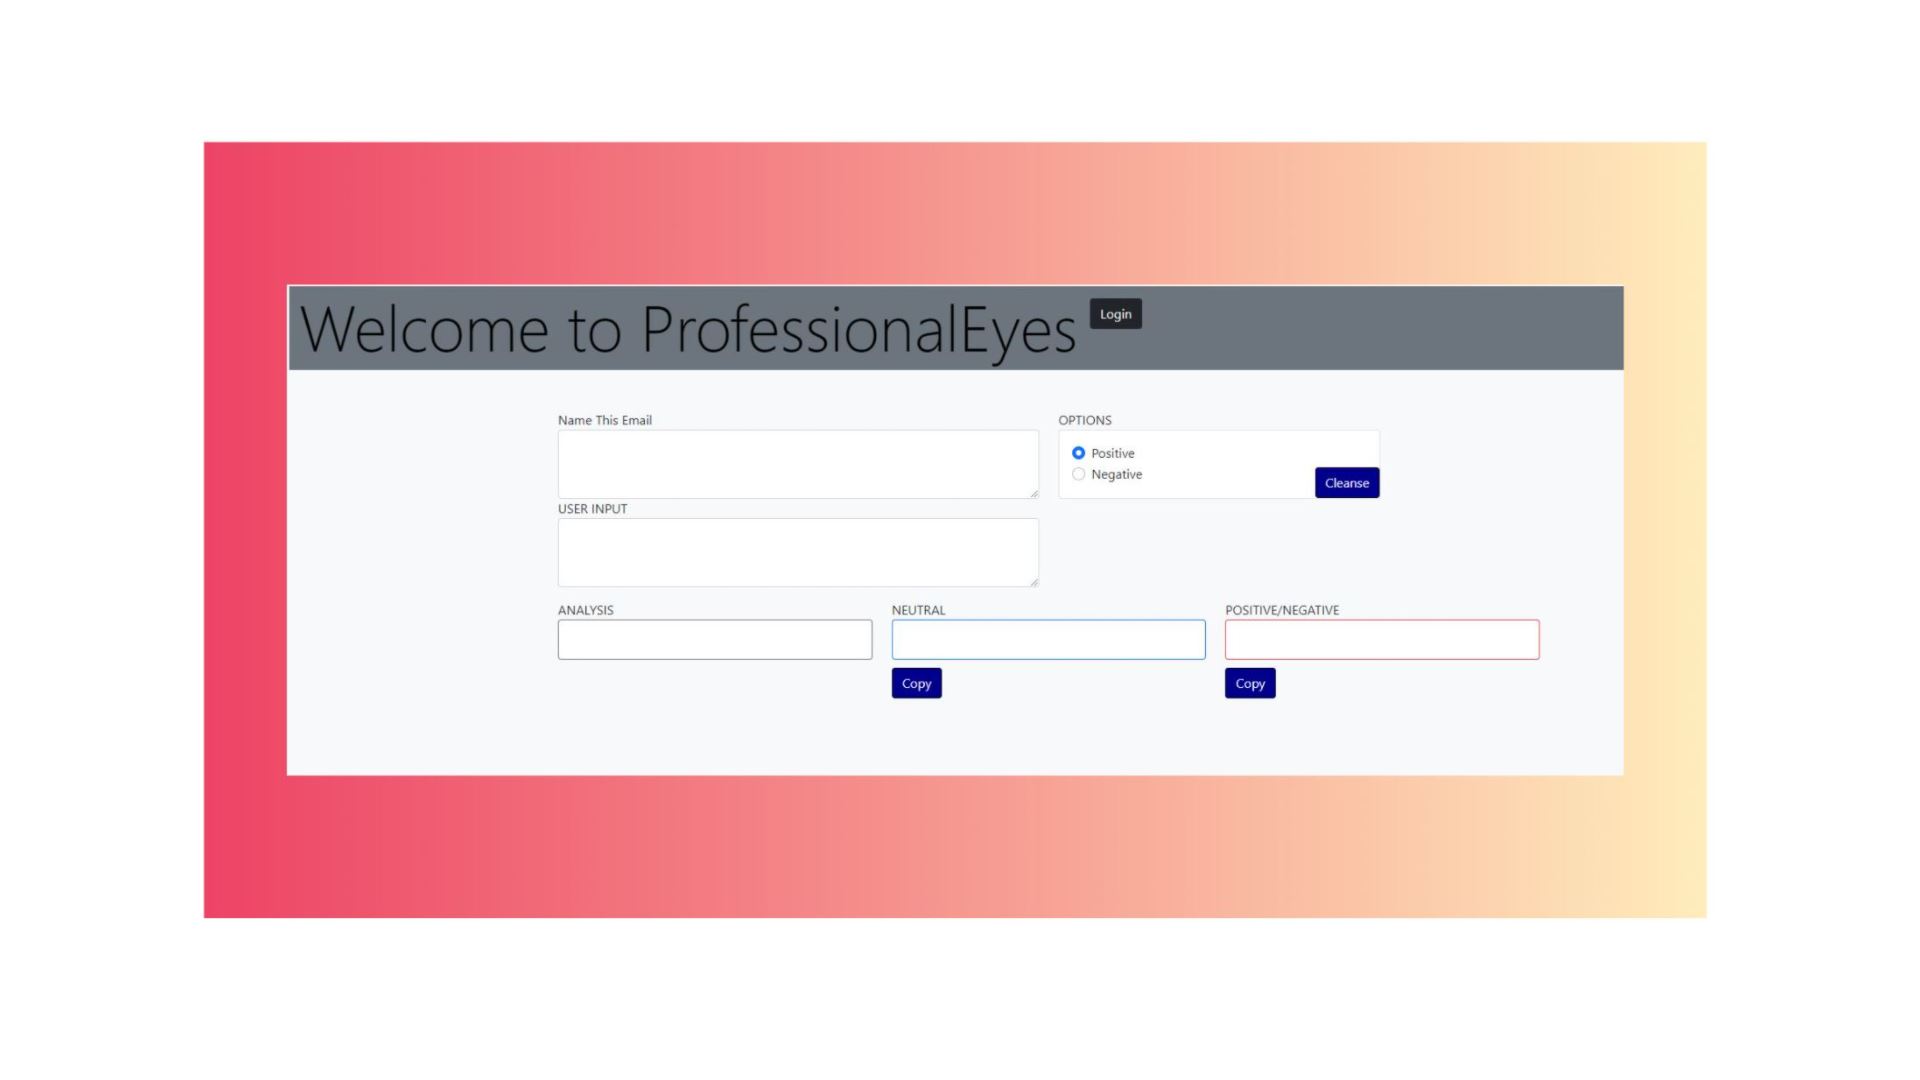 Welcome to ProfessionalEyes Login
Name This Email
OPTIONS
Positive
Negative
Cleanse
USER INPUT
ANALYSIS
NEUTRAL
POSITIVE/NEGATIVE
Copy
Copy